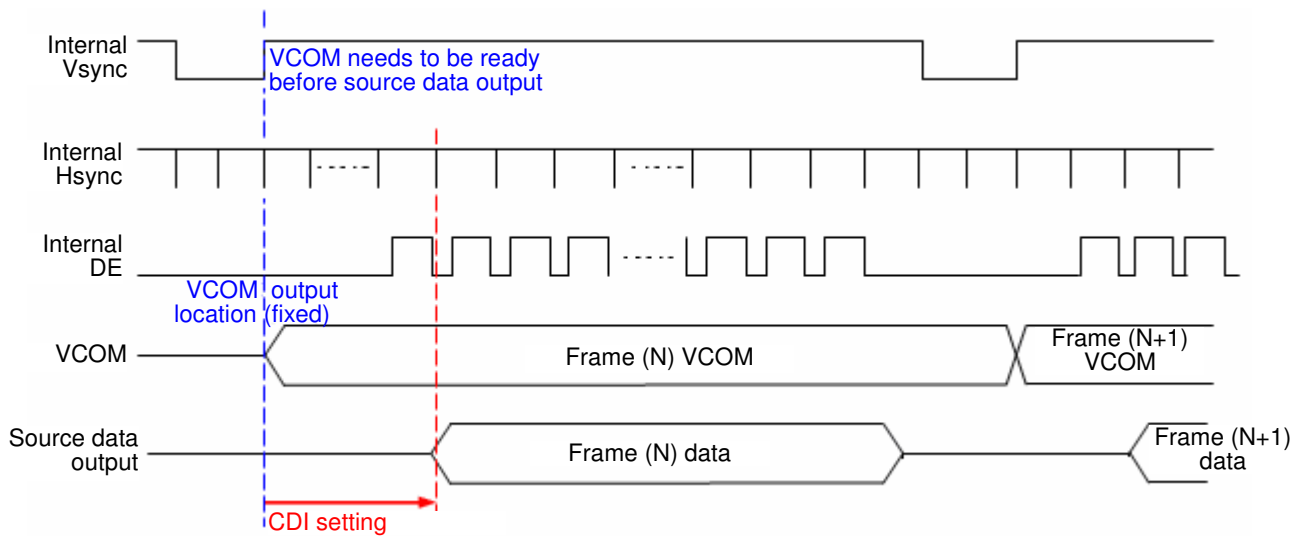 Internal
Vsync
VCOM needs to be ready
before source data output
Internal
Hsync
Internal
DE
VCOM output
location (fixed)
VCOM
Frame (N) VCOM
Frame (N+1)
VCOM
Source data
output
Frame (N) data
Frame (N+1)
data
CDI setting